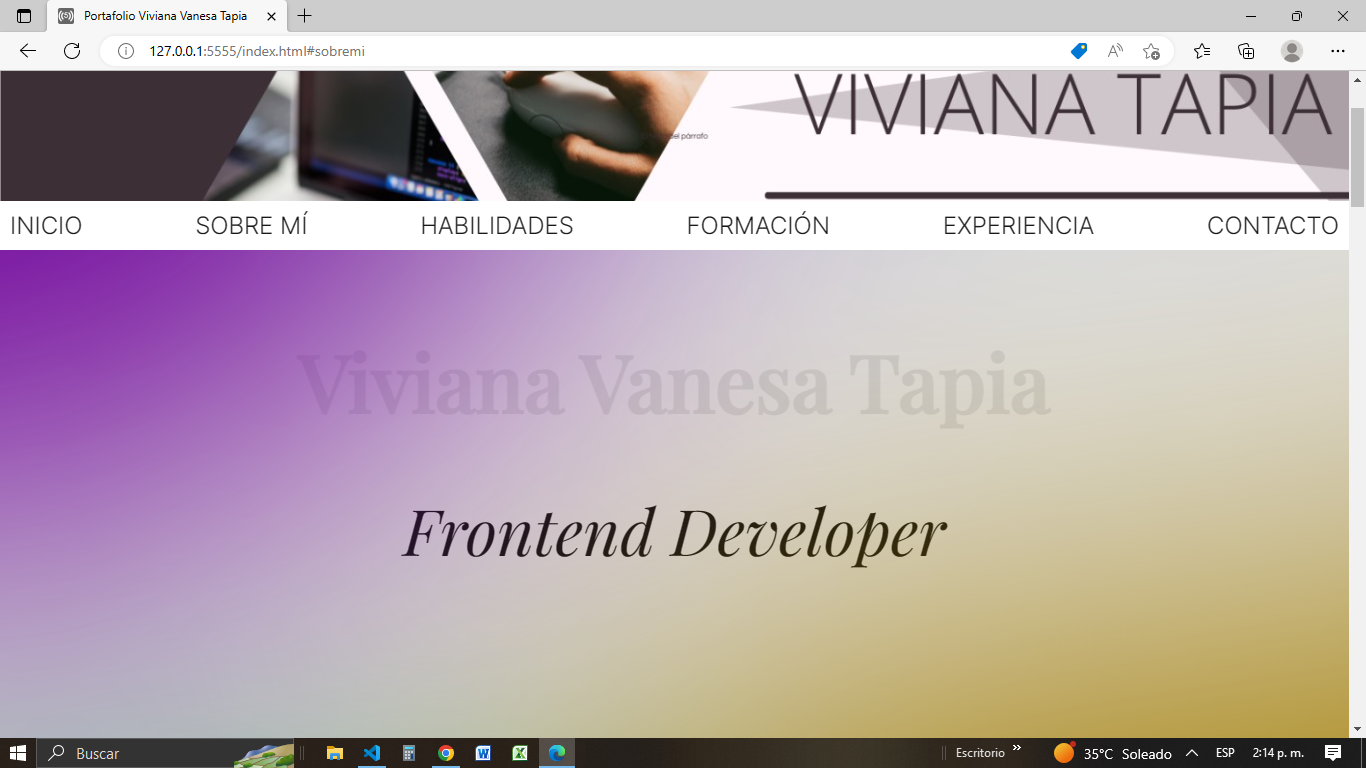 Portafolio Viviana Vanesa Tapia
127.0.0.1:5555/index.html#sobremi
VIVIANA TAPIA
el párrafo
INICIO SOBRE MÍ HABILIDADES FORMACIÓN EXPERIENCIA CONTACTO
Viviana Vanesa Tapia
Frontend Developer
Buscar
Escritorio
35°C Soleado
ESP
2:14 p. m.